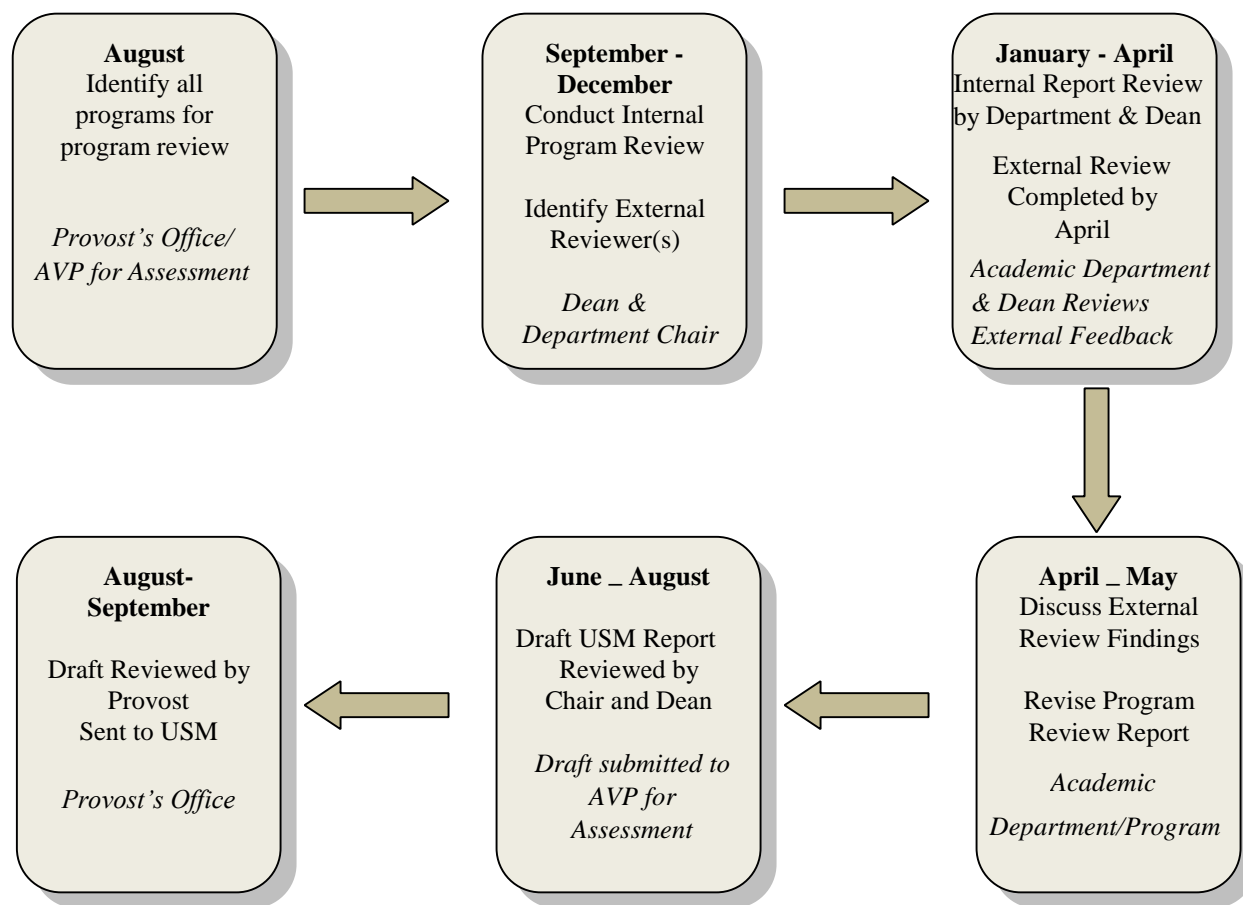 August
Identify all
programs for
program review
Provost's Office/
AVP for Assessment
September -
December
Conduct Internal
Program Review
Identify External
Reviewer(s)
Dean &
Department Chair
January - April
Internal Report Review
by Department & Dean
External Review
Completed by
April
Academic Department
& Dean Reviews
External Feedback
April _ May
Discuss External
Review Findings
Revise Program
Review Report
Academic
Department/Program
June _ August
Draft USM Report
Reviewed by
Chair and Dean
Draft submitted to
AVP for
Assessment
August-
September
Draft Reviewed by
Provost
Sent to USM
Provost's Office